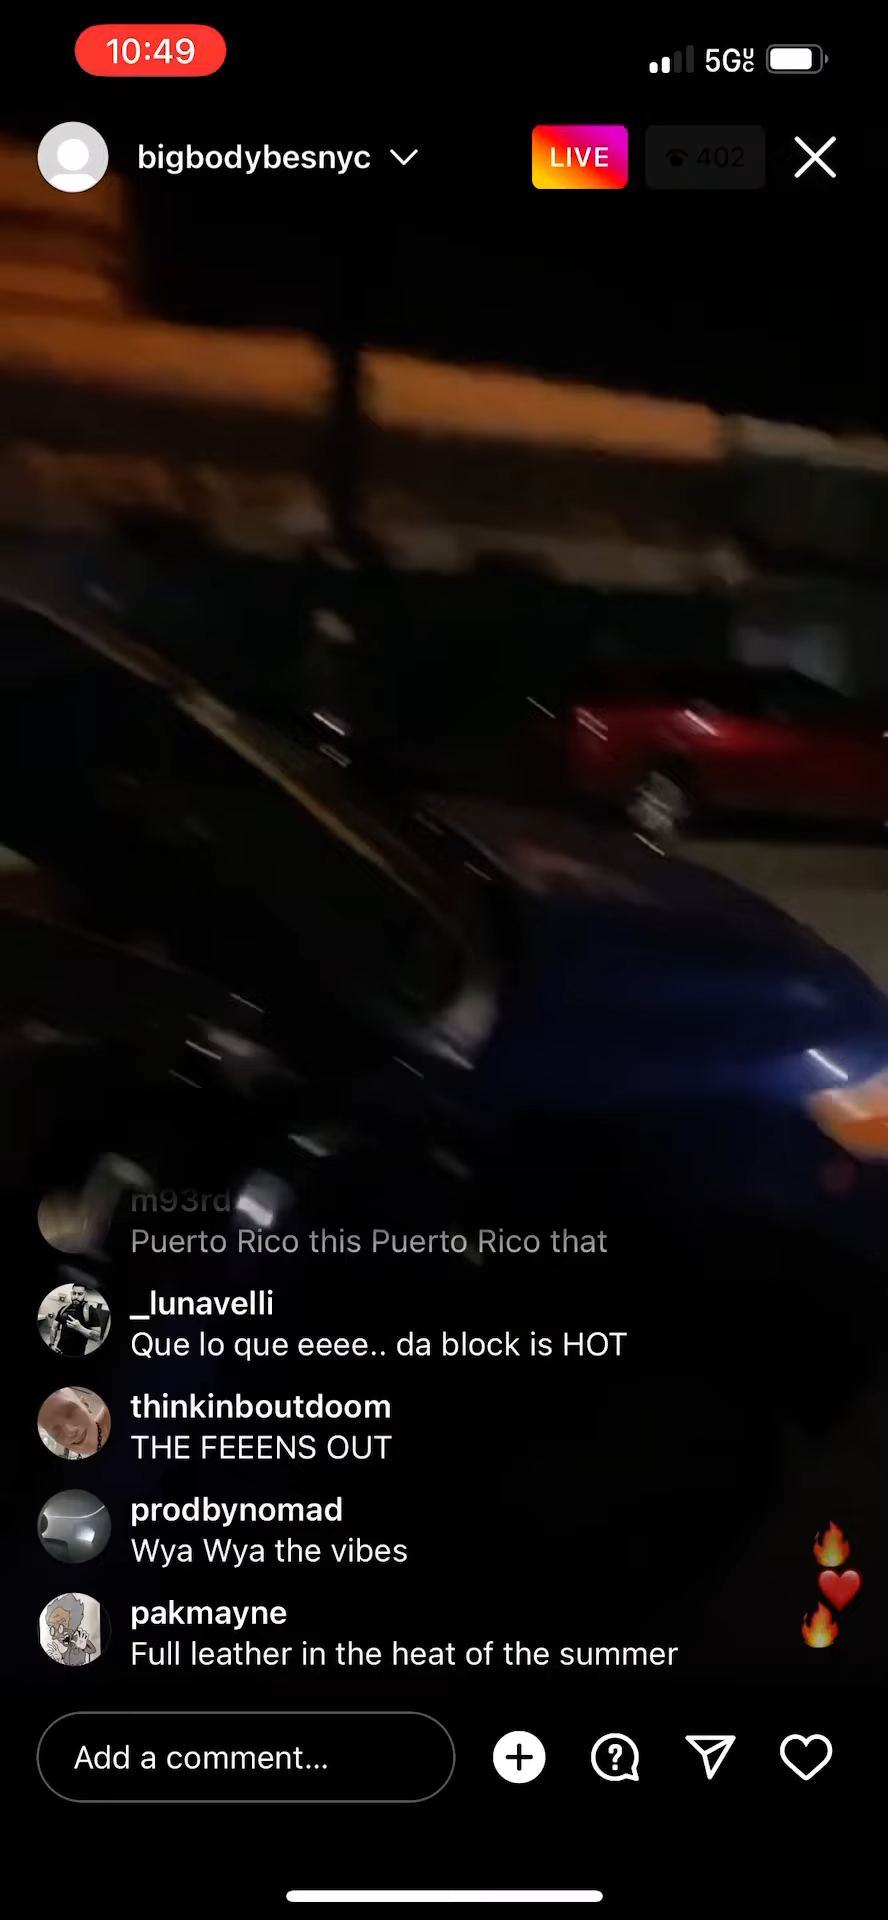 10:49
5GUC
bigbodybesnyc
LIVE
402
m93rd
Puerto Rico this Puerto Rico that
_lunavelli
Que lo que eeee.. da block is HOT
thinkinboutdoom
THE FEEENS OUT
prodbynomad
Wya Wya the vibes
pakmayne
Full leather in the heat of the summer
Add a comment...